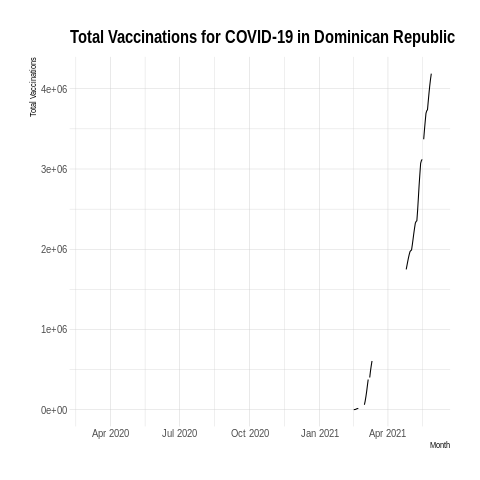 Total Vaccinations for COVID-19 in Dominican Republic
Total Vaccinations
4e+06
3e+06
2e+06
1e+06
0e+00
Apr 2020 Jul 2020 Oct 2020 Jan 2021 Apr 2021
Month